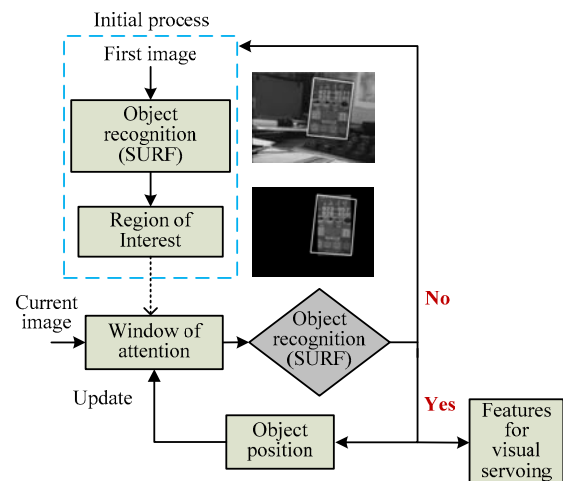 Initial process
First image
Object
recognition
(SURF)
Region of
Interest
Current
image
Window of
attention
Object
recognition
(SURF)
No
Update
Yes
Object
position
Features
for
visual
servoing